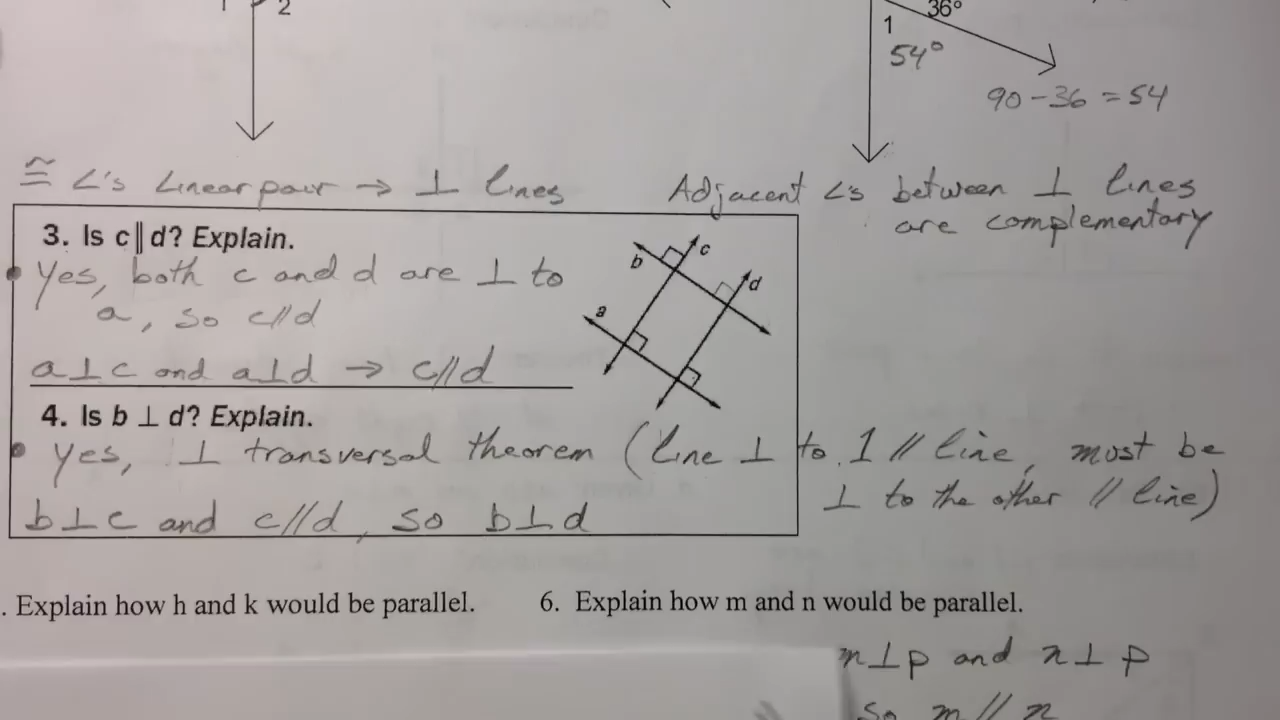 1 2
36°
1
54°
90 - 36 = 54
≅ ∠'s Linear pair → ⊥ lines
Adjacent ∠s between ⊥ lines
are complementary
3. Is c∥d? Explain.
Yes, both c and d are ⊥ to
a, so c//d
a⊥c and a⊥d → c//d
b c
d
a
4. Is b ⊥ d? Explain.
Yes, ⊥ transversal theorem (line ⊥ to 1 // line, must be
⊥ to the other // line)
b⊥c and c//d, so b⊥d
. Explain how h and k would be parallel.
6. Explain how m and n would be parallel.
m⊥p and n⊥p
so m//n